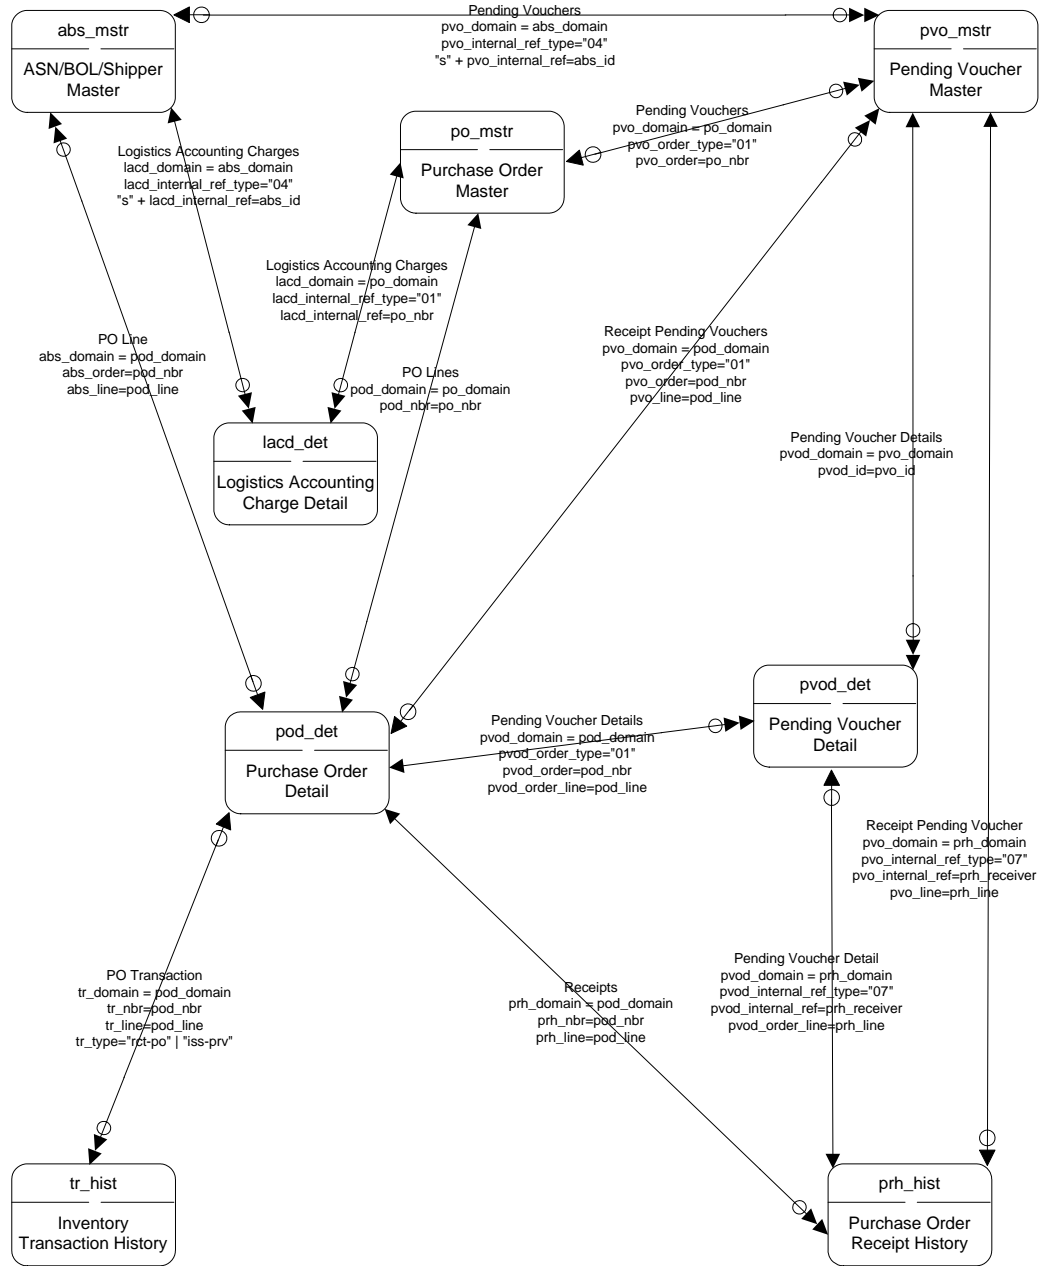 abs_mstr
ASN/BOL/Shipper
Master
Pending Vouchers
pvo_domain = abs_domain
pvo_internal_ref_type="04"
"s" + pvo_internal_ref=abs_id
pvo_mstr
Pending Voucher
Master
po_mstr
Purchase Order
Master
Pending Vouchers
pvo_domain = po_domain
pvo_order_type="01"
pvo_order=po_nbr
Logistics Accounting Charges
lacd_domain = abs_domain
lacd_internal_ref_type="04"
"s" + lacd_internal_ref=abs_id
Logistics Accounting Charges
lacd_domain = po_domain
lacd_internal_ref_type="01"
lacd_internal_ref=po_nbr
PO Line
abs_domain = pod_domain
abs_order=pod_nbr
abs_line=pod_line
PO Lines
pod_domain = po_domain
pod_nbr=po_nbr
Receipt Pending Vouchers
pvo_domain = pod_domain
pvo_order_type="01"
pvo_order=pod_nbr
pvo_line=pod_line
lacd_det
Logistics Accounting
Charge Detail
Pending Voucher Details
pvod_domain = pvo_domain
pvod_id=pvo_id
pvod_det
Pending Voucher
Detail
pod_det
Purchase Order
Detail
Pending Voucher Details
pvod_domain = pod_domain
pvod_order_type="01"
pvod_order=pod_nbr
pvod_order_line=pod_line
Receipt Pending Voucher
pvo_domain = prh_domain
pvo_internal_ref_type="07"
pvo_internal_ref=prh_receiver
pvo_line=prh_line
PO Transaction
tr_domain = pod_domain
tr_nbr=pod_nbr
tr_line=pod_line
tr_type="rct-po" | "iss-prv"
Receipts
prh_domain = pod_domain
prh_nbr=pod_nbr
prh_line=pod_line
Pending Voucher Detail
pvod_domain = prh_domain
pvod_internal_ref_type="07"
pvod_internal_ref=prh_receiver
pvod_order_line=prh_line
tr_hist
Inventory
Transaction History
prh_hist
Purchase Order
Receipt History